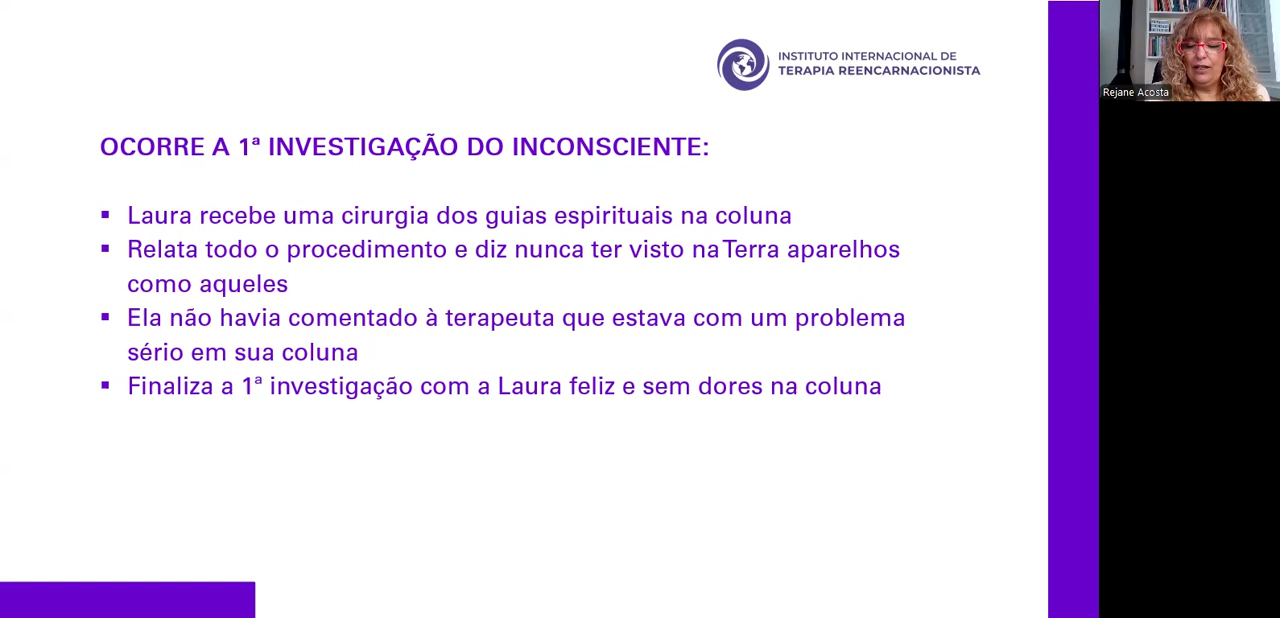 INSTITUTO INTERNACIONAL DE
TERAPIA REENCARNACIONISTA
Rejane Acosta
OCORRE A 1ª INVESTIGAÇÃO DO INCONSCIENTE:
▪ Laura recebe uma cirurgia dos guias espirituais na coluna
▪ Relata todo o procedimento e diz nunca ter visto na Terra aparelhos
como aqueles
▪ Ela não havia comentado à terapeuta que estava com um problema
sério em sua coluna
▪ Finaliza a 1ª investigação com a Laura feliz e sem dores na coluna